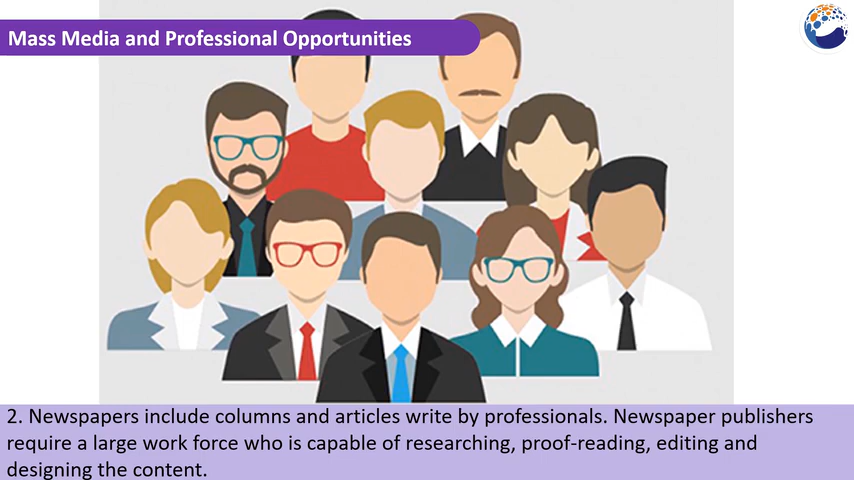 Mass Media and Professional Opportunities
2. Newspapers include columns and articles write by professionals. Newspaper publishers
require a large work force who is capable of researching, proof-reading, editing and
designing the content.